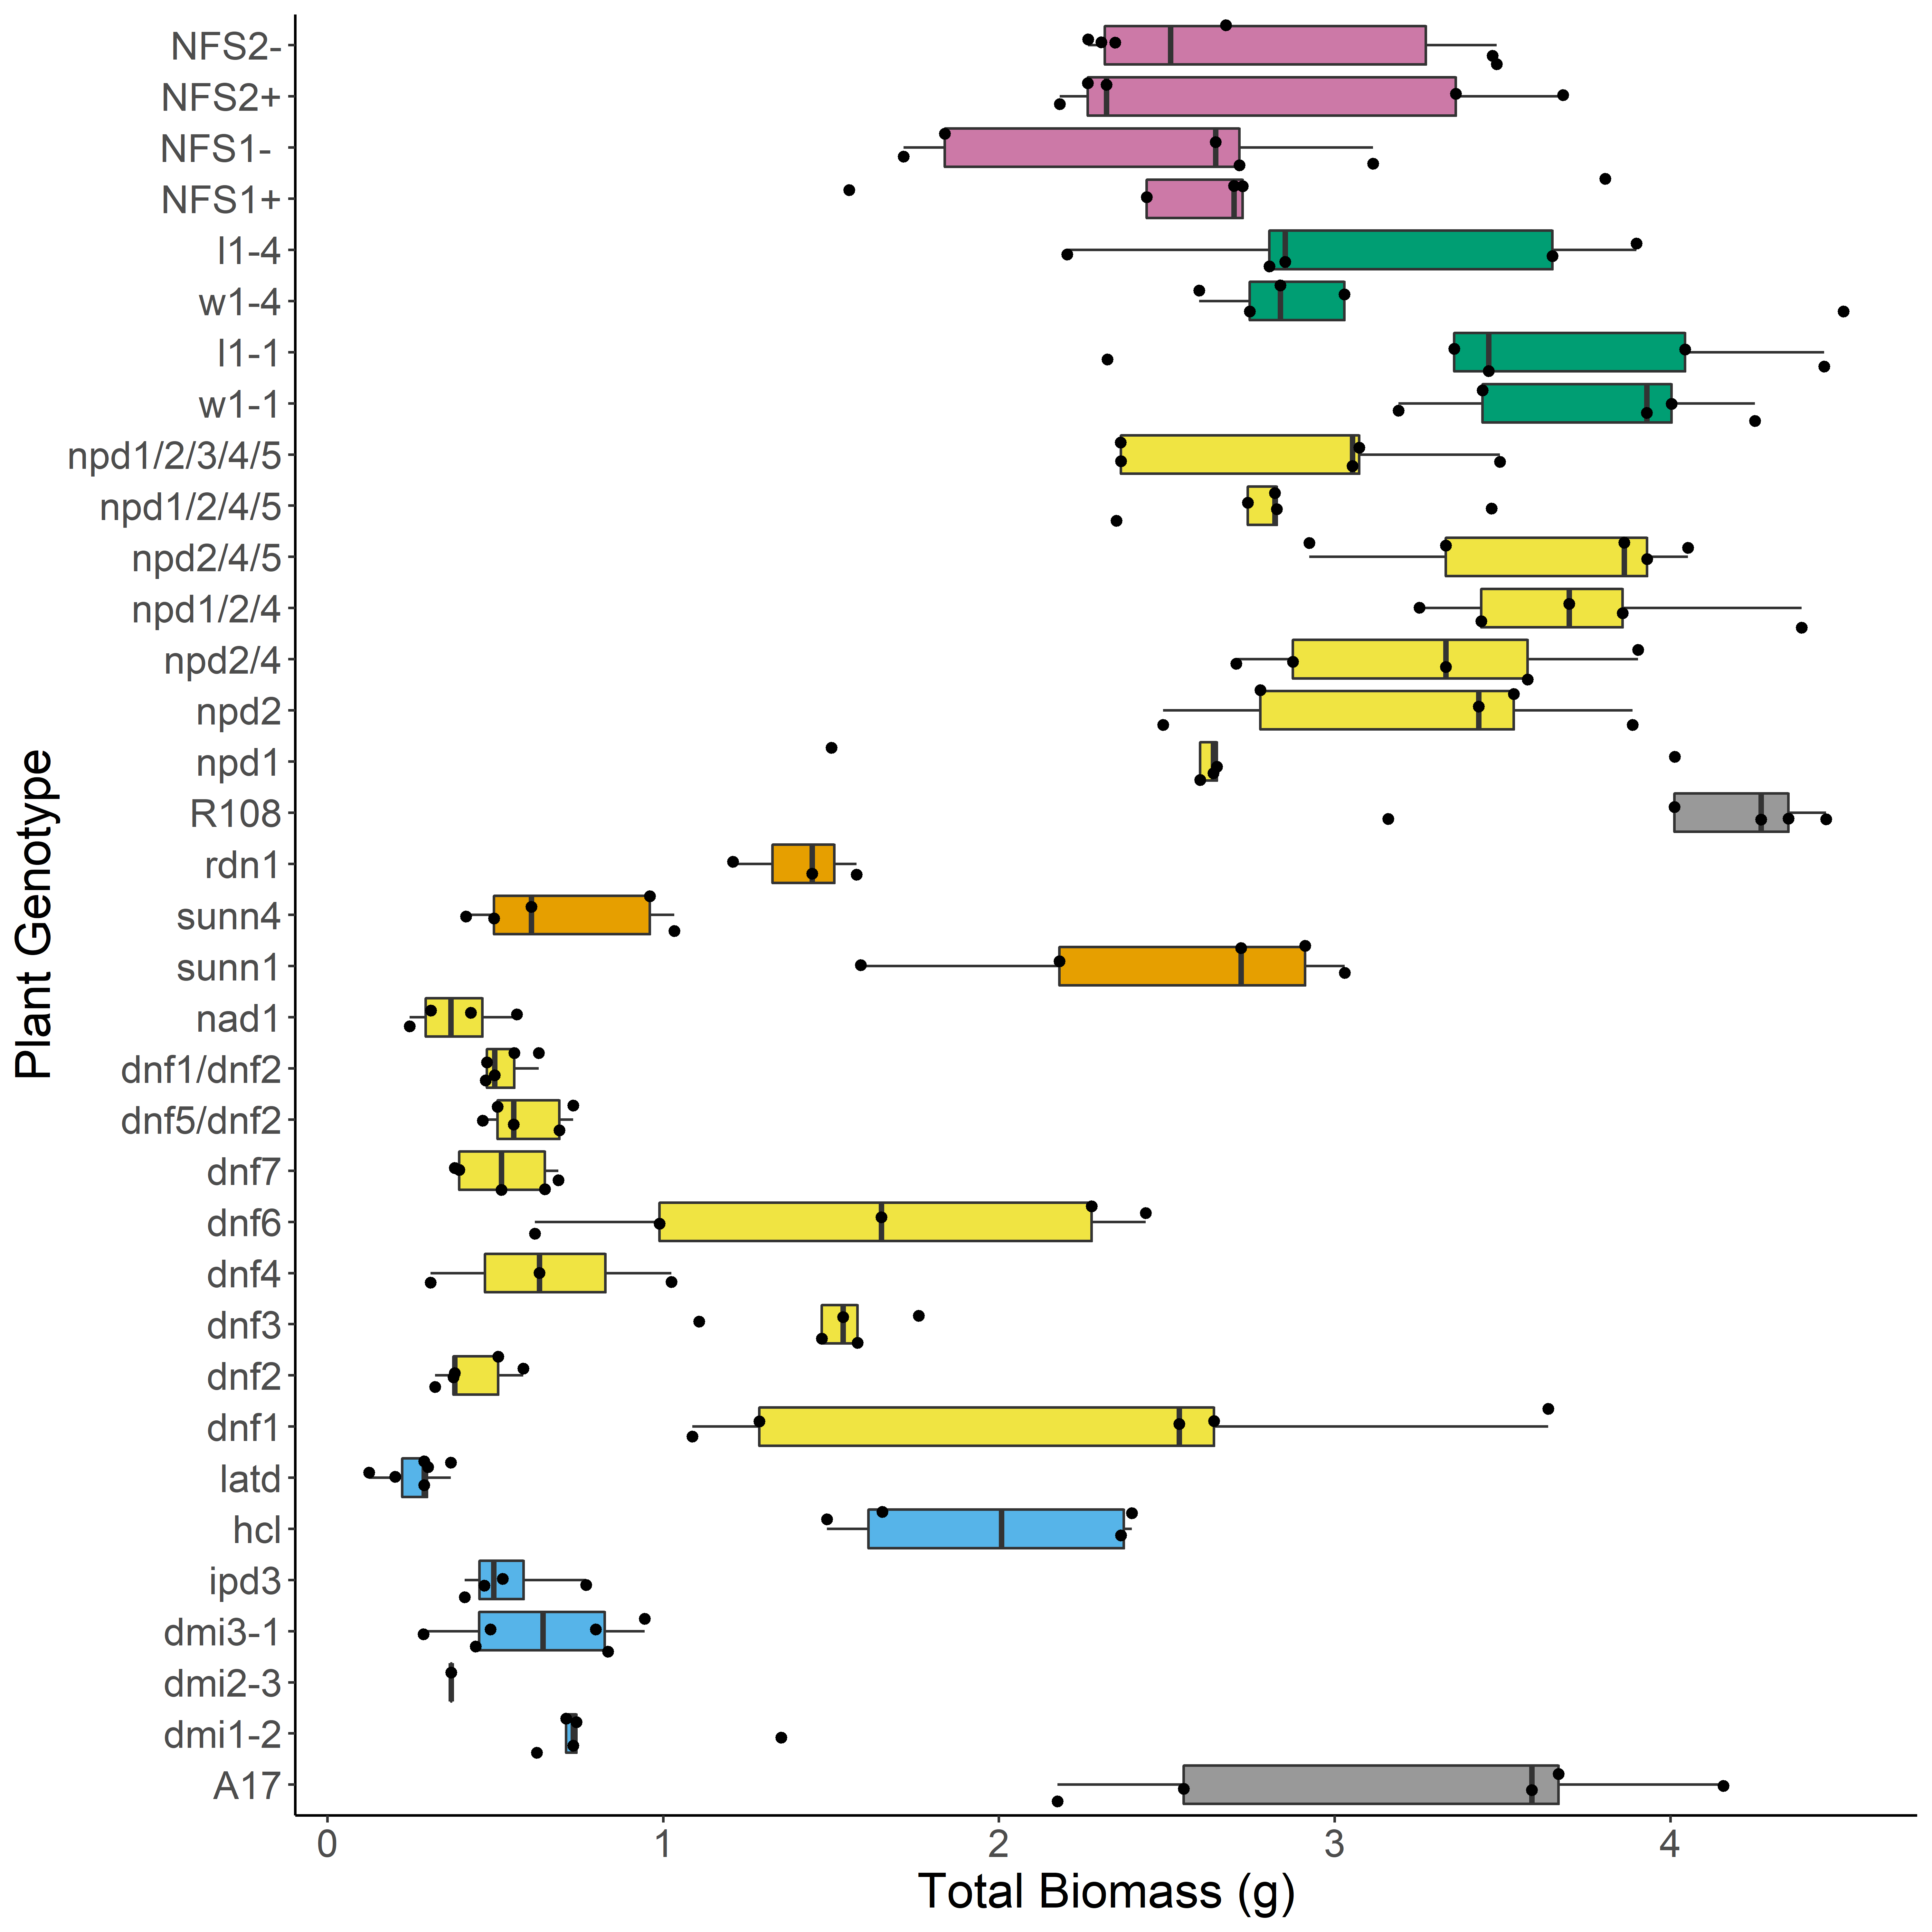 NFS2-
NFS2+
NFS1-
NFS1+
l1-4
w1-4
l1-1
w1-1
npd1/2/3/4/5
npd1/2/4/5
npd2/4/5
npd1/2/4
npd2/4
npd2
npd1
R108
rdn1
sunn4
sunn1
nad1
dnf1/dnf2
dnf5/dnf2
dnf7
dnf6
dnf4
dnf3
dnf2
dnf1
latd
hcl
ipd3
dmi3-1
dmi2-3
dmi1-2
A17
Plant Genotype
0 1 2 3 4
Total Biomass (g)